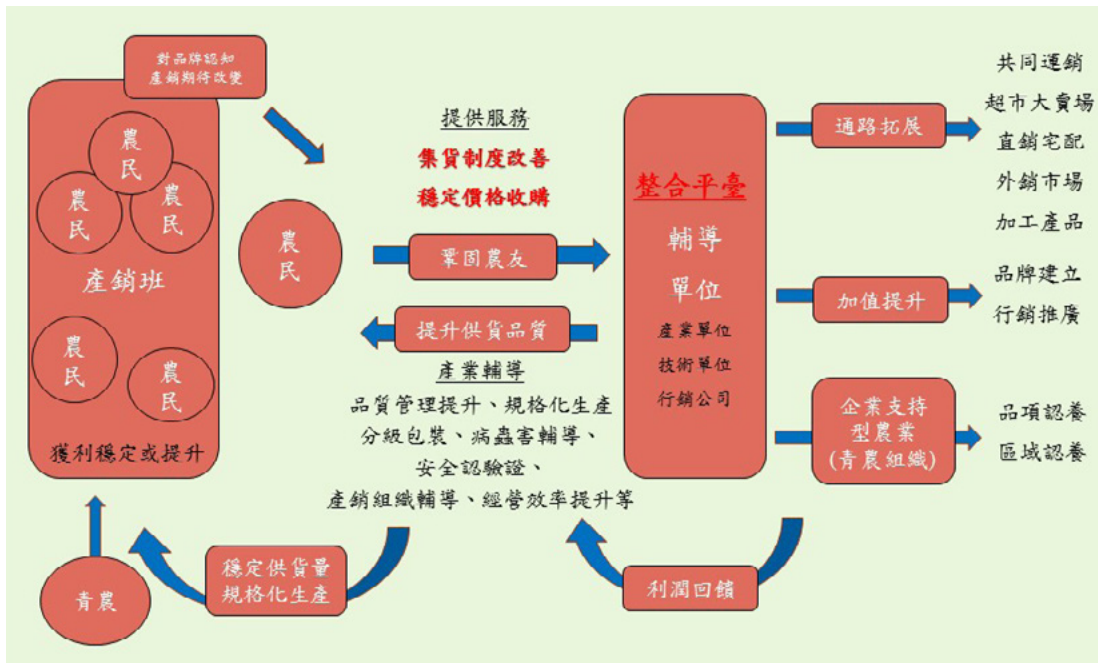 對品牌認知
產銷期待改變
農
民
農
民
農
民
產銷班
農
民
農
民
獲利穩定或提升
青農
農
民
提供服務
集貨制度改善
穩定價格收購
鞏固農友
提升供貨品質
產業輔導
品質管理提升、規格化生產
分級包裝、病蟲害輔導、
安全認驗證、
產銷組織輔導、經營效率提升等
穩定供貨量
規格化生產
整合平臺
輔導
單位
產業單位
技術單位
行銷公司
利潤回饋
通路拓展
共同運銷
超市大賣場
直銷宅配
外銷市場
加工產品
加值提升
品牌建立
行銷推廣
企業支持
型農業
(青農組織)
品項認養
區域認養